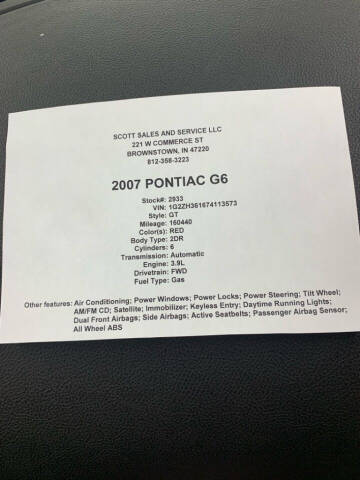 SCOTT SALES AND SERVICE LLC
221 W COMMERCE ST
BROWNSTOWN, IN 47220
812-358-3223
2007 PONTIAC G6
Stock#: 2933
VIN: 1G2ZH361674113573
Style: GT
Mileage: 160440
Color(s): RED
Body Type: 2DR
Cylinders: 6
Transmission: Automatic
Engine: 3.9L
Drivetrain: FWD
Fuel Type: Gas
Other features: Air Conditioning; Power Windows; Power Locks; Power Steering; Tilt Wheel;
AM/FM CD; Satellite; Immobilizer; Keyless Entry; Daytime Running Lights;
Dual Front Airbags; Side Airbags; Active Seatbelts; Passenger Airbag Sensor;
All Wheel ABS